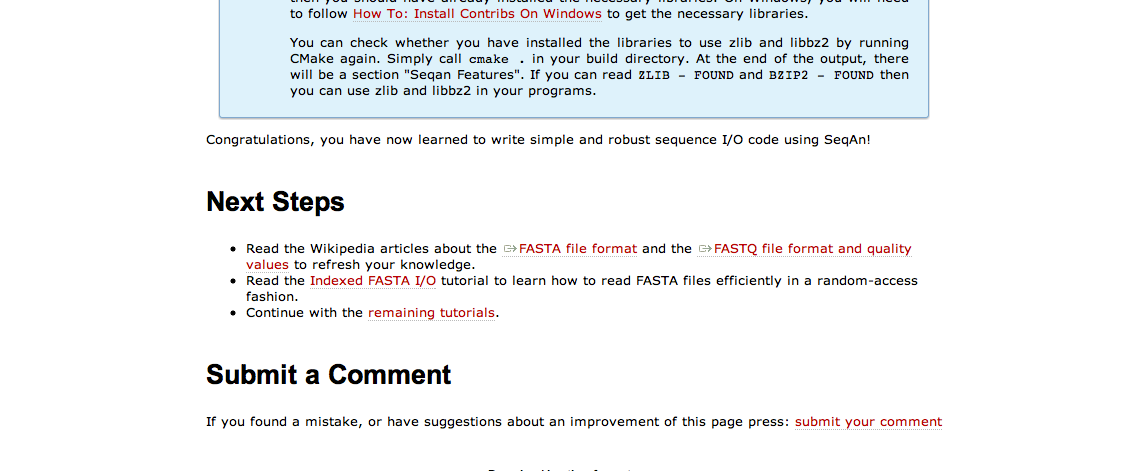 then you should have already installed the necessary libraries. On Windows, you will need
to follow How To: Install Contribs On Windows to get the necessary libraries.
You can check whether you have installed the libraries to use zlib and libbz2 by running
CMake again. Simply call cmake . in your build directory. At the end of the output, there
will be a section "Seqan Features". If you can read ZLIB - FOUND and BZIP2 - FOUND then
you can use zlib and libbz2 in your programs.
Congratulations, you have now learned to write simple and robust sequence I/O code using SeqAn!
Next Steps
• Read the Wikipedia articles about the FASTA file format and the FASTQ file format and quality
values to refresh your knowledge.
• Read the Indexed FASTA I/O tutorial to learn how to read FASTA files efficiently in a random-access
fashion.
• Continue with the remaining tutorials.
Submit a Comment
If you found a mistake, or have suggestions about an improvement of this page press: submit your comment